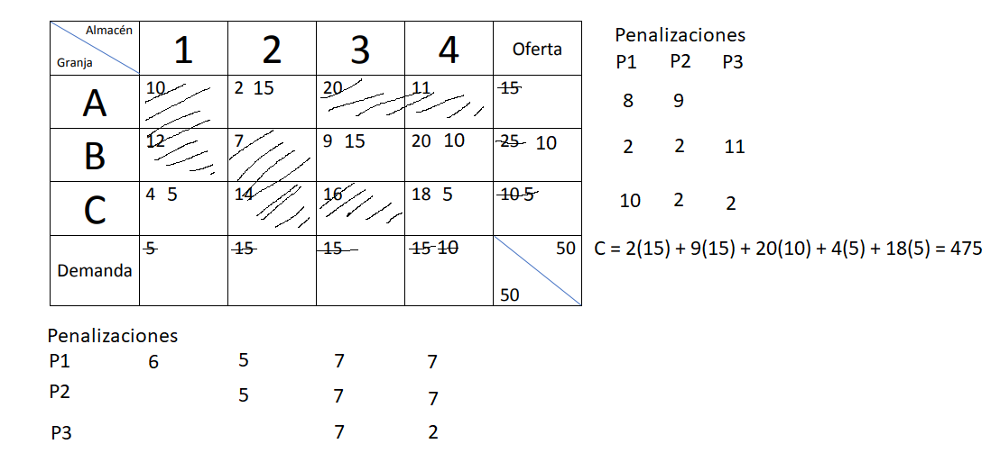 Almacén
Granja
1 2 3 4 Oferta
A 10 2 15 20 11 15
B 12 7 9 15 20 10 25 10
C 4 5 14 16 18 5 10 5
Demanda 5 15 15 15 10 50
50
Penalizaciones
P1 P2 P3
8 9
2 2 11
10 2 2
C = 2(15) + 9(15) + 20(10) + 4(5) + 18(5) = 475
Penalizaciones
P1 6 5 7 7
P2 5 7 7
P3 7 2